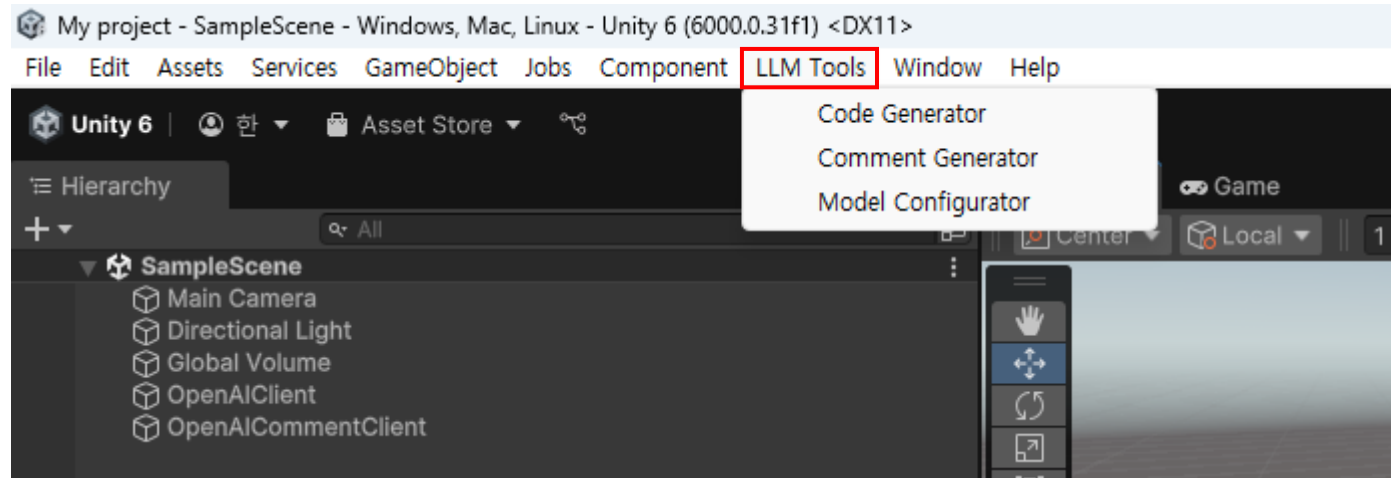 My project - SampleScene - Windows, Mac, Linux - Unity 6 (6000.0.31f1) <DX11>
File Edit Assets Services GameObject Jobs Component LLM Tools Window Help
Code Generator
Comment Generator
Model Configurator
Unity 6 한 Asset Store
Hierarchy
Game
All
Center Local 1
SampleScene
Main Camera
Directional Light
Global Volume
OpenAIClient
OpenAICommentClient